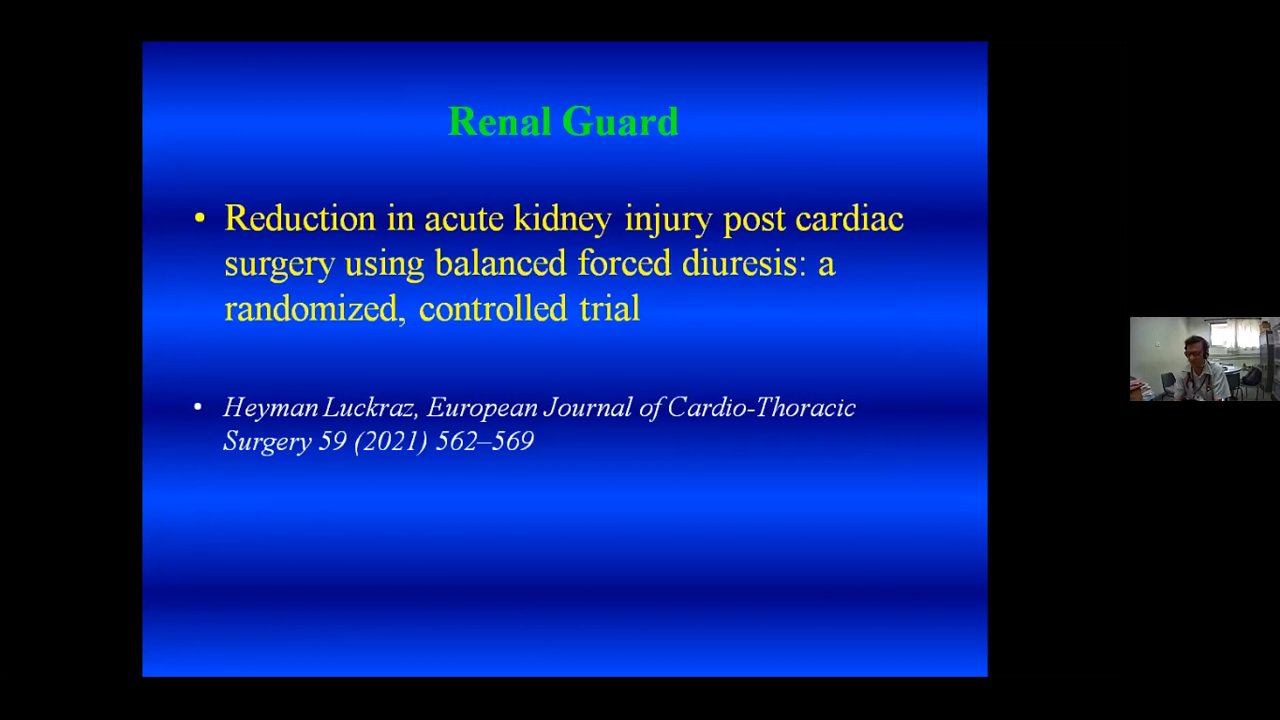 Renal Guard
• Reduction in acute kidney injury post cardiac
surgery using balanced forced diuresis: a
randomized, controlled trial
• Heyman Luckraz, European Journal of Cardio-Thoracic
Surgery 59 (2021) 562–569